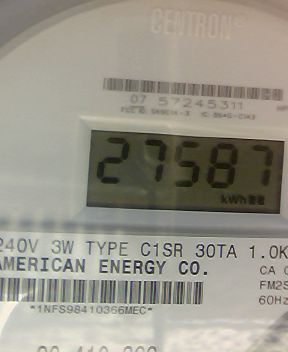 CENTRON®
07 57245311
27587
kWh
240V 3W TYPE C1SR 30TA 1.0K
AMERICAN ENERGY CO.
CA
FM2S
60Hz
*1NFS98410366MEC*